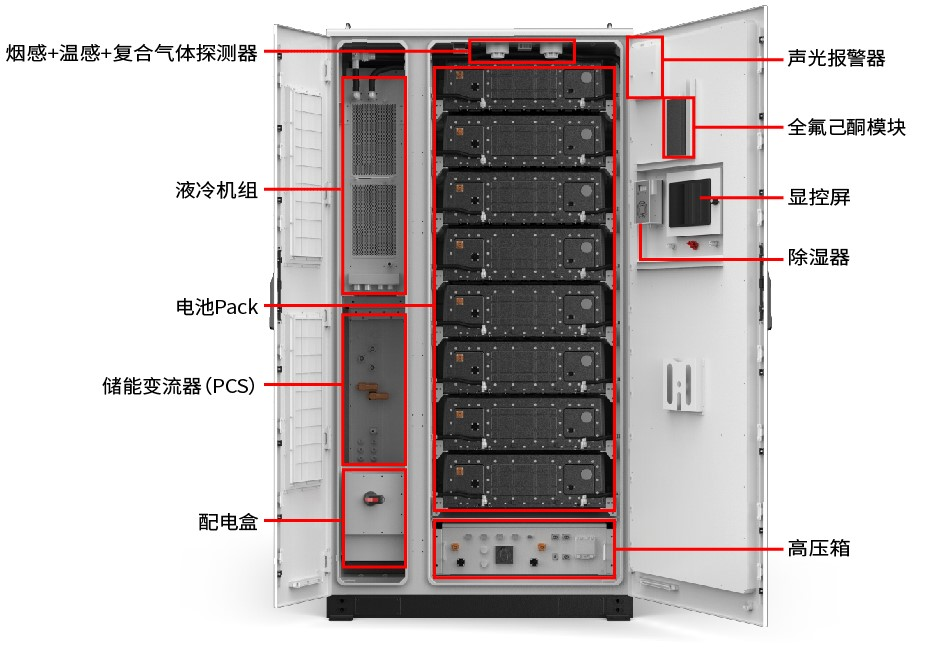 烟感+温感+复合气体探测器
液冷机组
电池Pack
储能变流器(PCS)
配电盒
声光报警器
全氟己酮模块
显控屏
除湿器
高压箱